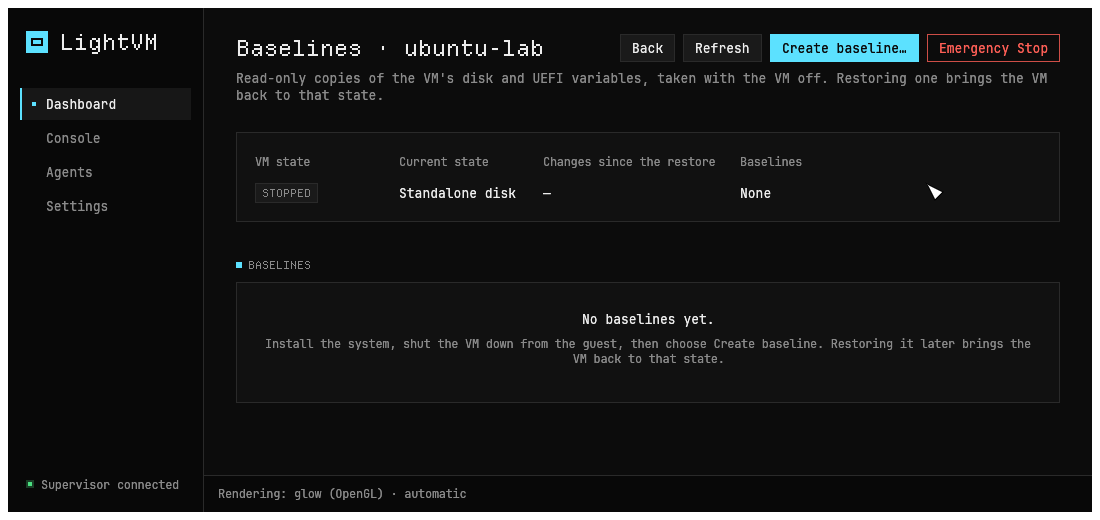 LightVM
Dashboard
Console
Agents
Settings
Supervisor connected
Baselines · ubuntu-lab
Back
Refresh
Create baseline…
Emergency Stop
Read-only copies of the VM's disk and UEFI variables, taken with the VM off. Restoring one brings the VM
back to that state.
VM state
Current state
Changes since the restore
Baselines
STOPPED
Standalone disk
—
None
BASELINES
No baselines yet.
Install the system, shut the VM down from the guest, then choose Create baseline. Restoring it later brings the
VM back to that state.
Rendering: glow (OpenGL) · automatic